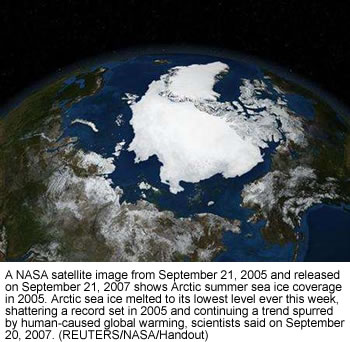 A NASA satellite image from September 21, 2005 and released
on September 21, 2007 shows Arctic summer sea ice coverage
in 2005. Arctic sea ice melted to its lowest level ever this week,
shattering a record set in 2005 and continuing a trend spurred
by human-caused global warming, scientists said on September
20, 2007. (REUTERS/NASA/Handout)